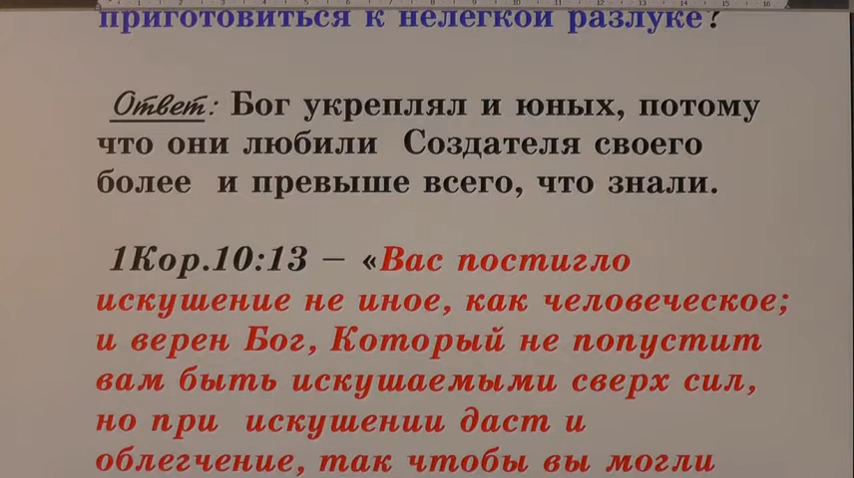 приготовиться к нелегкой разлуке?
Ответ: Бог укреплял и юных, потому
что они любили Создателя своего
более и превыше всего, что знали.
1Кор.10:13 – «Вас постигло
искушение не иное, как человеческое;
и верен Бог, Который не попустит
вам быть искушаемыми сверх сил,
но при искушении даст и
облегчение, так чтобы вы могли